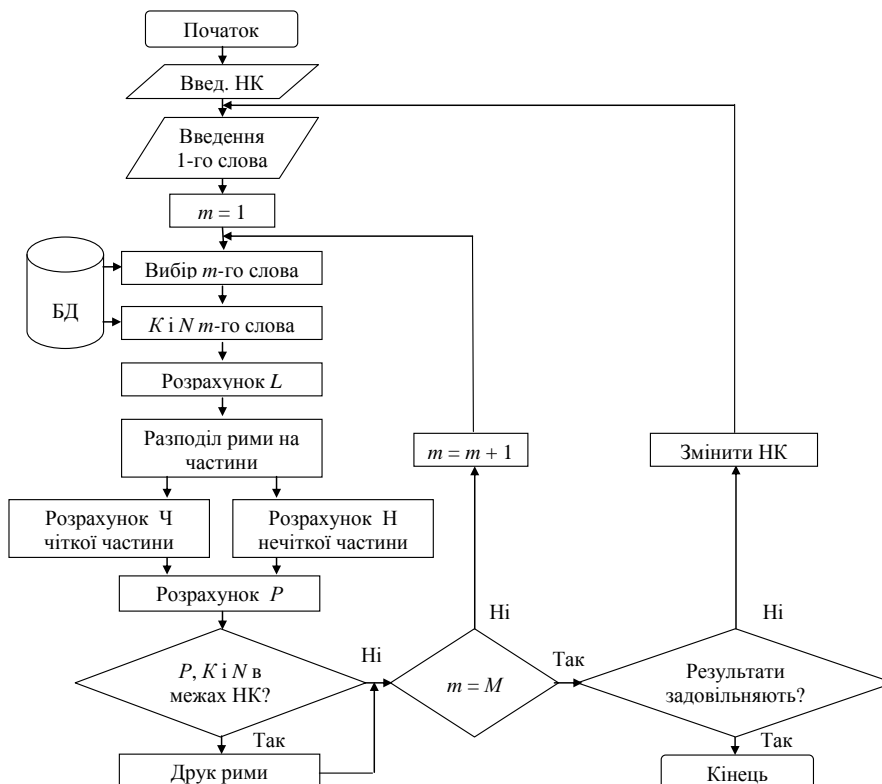 Початок
Введ. НК
Введення
1-го слова
m = 1
Вибір m-го слова
БД
К і N m-го слова
Розрахунок L
Разподіл рими на
частини
m = m + 1
Змінити НК
Розрахунок Ч
чіткої частини
Розрахунок Н
нечіткої частини
Розрахунок P
Ні
Ні
P, К і N в
межах НК?
Ні
m = M
Так
Результати
задовільняють?
Так
Так
Друк рими
Кінець